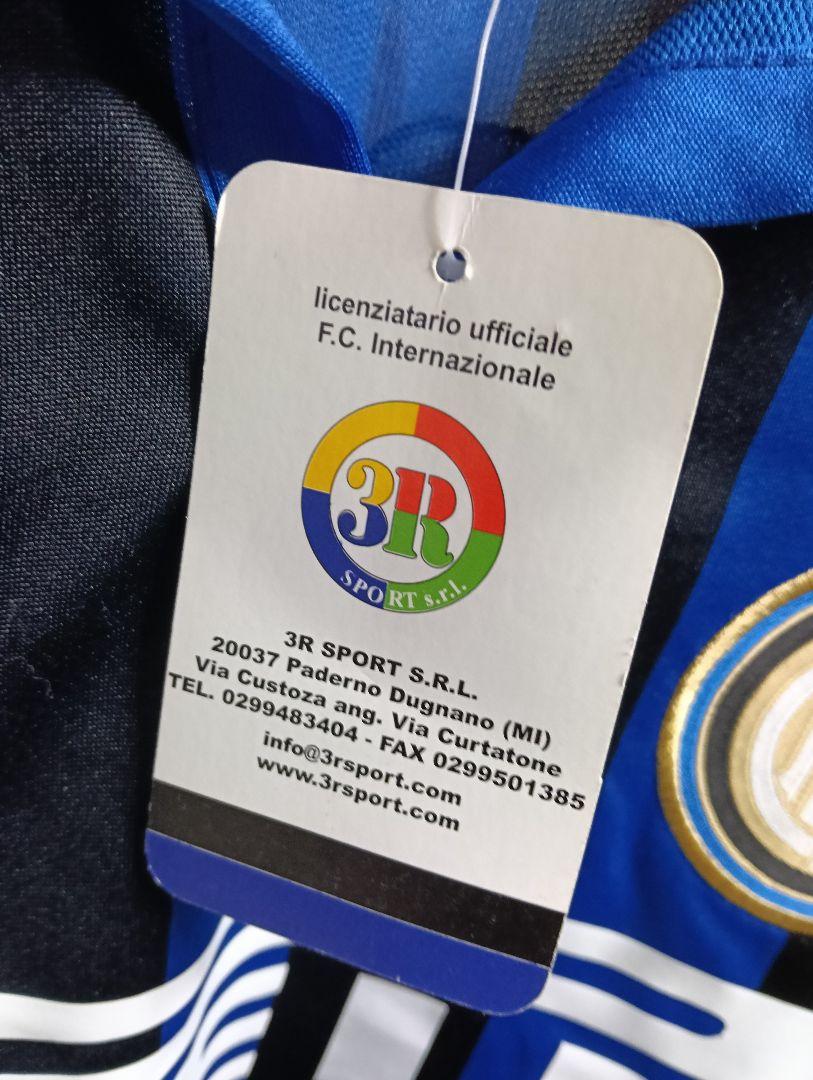 licenziatario ufficiale
F.C. Internazionale
3R
SPORT s.r.l.
3R SPORT S.R.L.
20037 Paderno Dugnano (MI)
Via Custoza ang. Via Curtatone
TEL. 0299483404 - FAX 0299501385
info@3rsport.com
www.3rsport.com